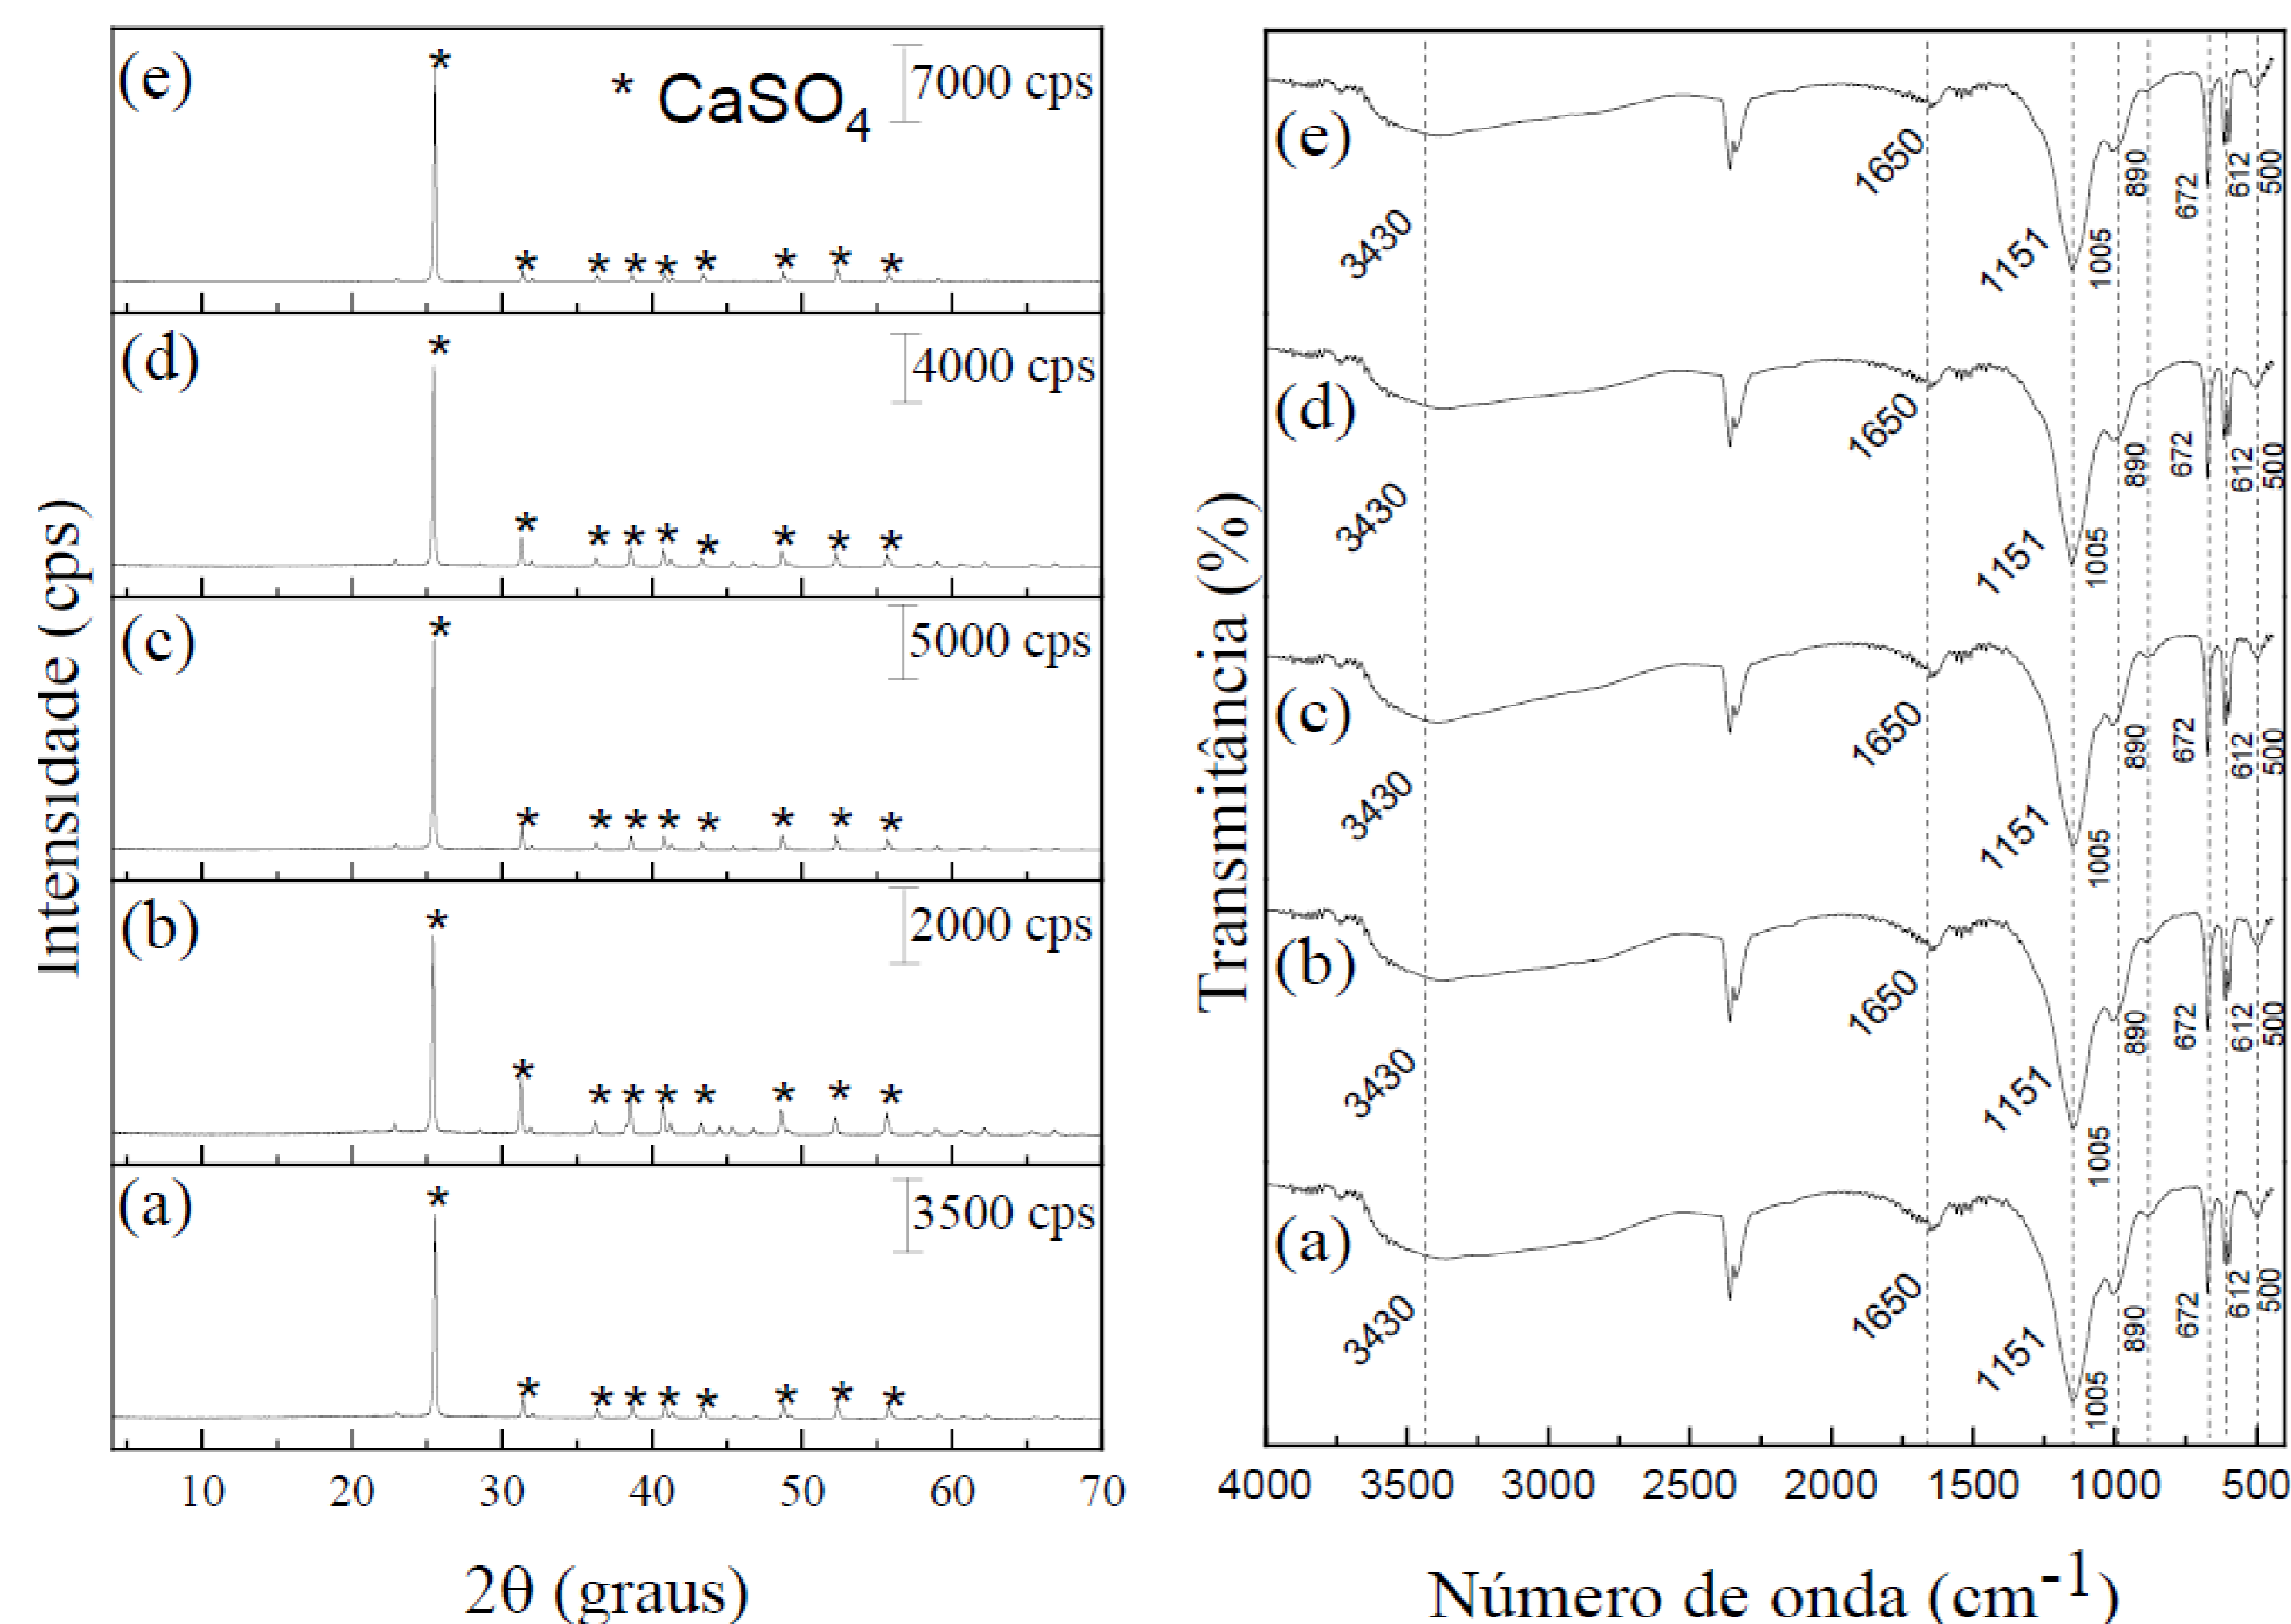 Intensidade (cps)
(e)
*
* CaSO4
7000 cps
* * * * * * * * *
(d)
*
4000 cps
* * * * * * * * *
(c)
*
5000 cps
* * * * * * * * *
(b)
*
2000 cps
* * * * * * * * *
(a)
*
3500 cps
* * * * * * * * *
10 20 30 40 50 60 70
2θ (graus)
Transmitância (%)
(e)
3430 1650 1151 1005 890 672 612 500
(d)
3430 1650 1151 1005 890 672 612 500
(c)
3430 1650 1151 1005 890 672 612 500
(b)
3430 1650 1151 1005 890 672 612 500
(a)
3430 1650 1151 1005 890 672 612 500
4000 3500 3000 2500 2000 1500 1000 500
Número de onda (cm-1)